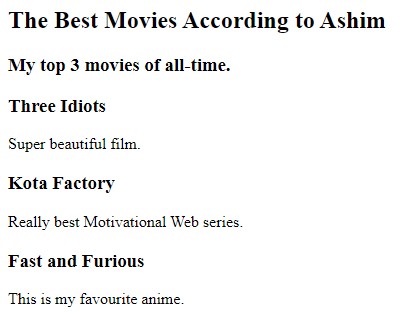 The Best Movies According to Ashim
My top 3 movies of all-time.
Three Idiots
Super beautiful film.
Kota Factory
Really best Motivational Web series.
Fast and Furious
This is my favourite anime.